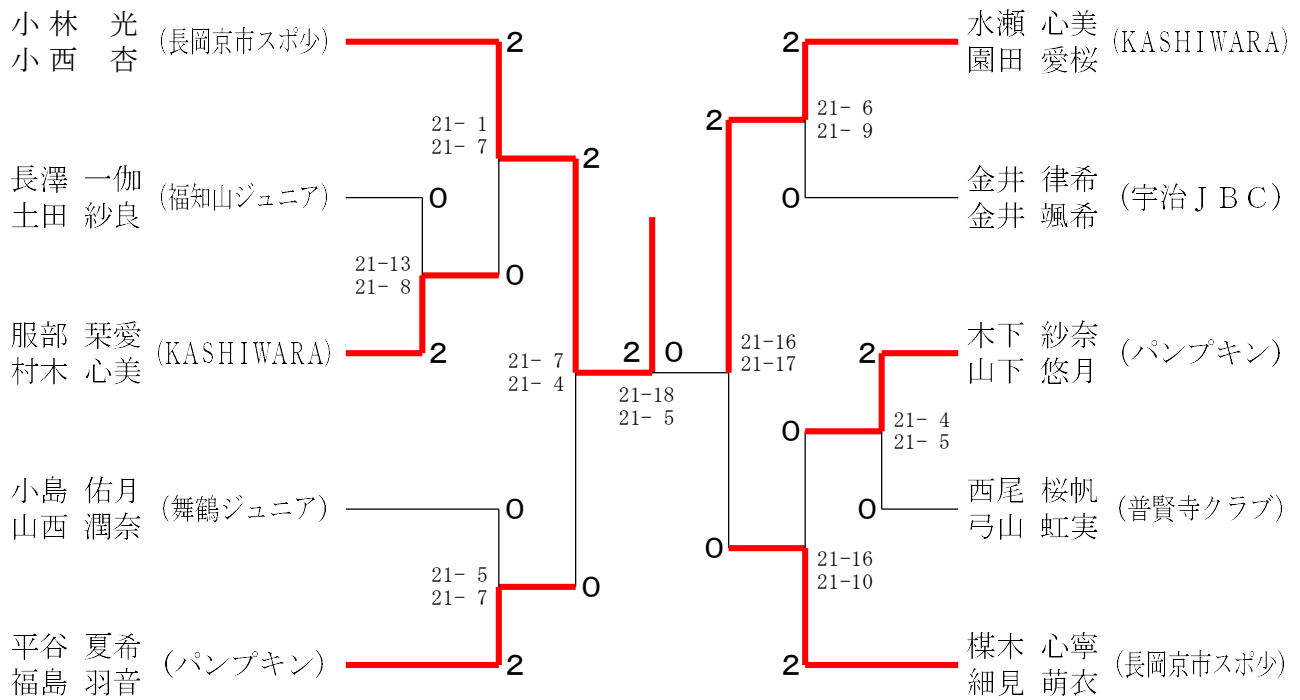 小林 光
小西 杏
(長岡京市スポ少)
2
21- 1
21- 7
2
長澤 一伽
土田 紗良
(福知山ジュニア)
0
21-13
21- 8
0
服部 栞愛
村木 心美
(KASHIWARA)
2
21- 7
21- 4
小島 佑月
山西 潤奈
(舞鶴ジュニア)
0
21- 5
21- 7
0
平谷 夏希
福島 羽音
(パンプキン)
2
2
0
21-18
21- 5
水瀬 心美
園田 愛桜
(KASHIWARA)
2
2
21- 6
21- 9
金井 律希
金井 颯希
(宇治JBC)
0
21-16
21-17
木下 紗奈
山下 悠月
(パンプキン)
2
0
21- 4
21- 5
西尾 桜帆
弓山 虹実
(普賢寺クラブ)
0
0
21-16
21-10
楳木 心寧
細見 萌衣
(長岡京市スポ少)
2